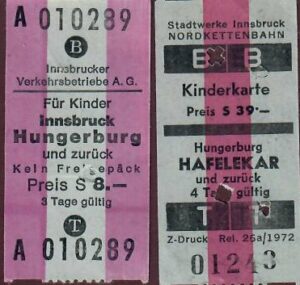 A 010289
B
Innsbrucker
Verkehrsbetriebe A.G.
Für Kinder
Innsbruck
Hungerburg
und zurück
Kein Freigepäck
Preis S 8.—
3 Tage gültig
T
A 010289
Stadtwerke Innsbruck
NORDKETTENBAHN
B B
Kinderkarte
Preis S 39·—
Hungerburg
HAFELEKAR
und zurück
4 Tage gültig
T T
Z-Druck Rel. 26a/1972
01243